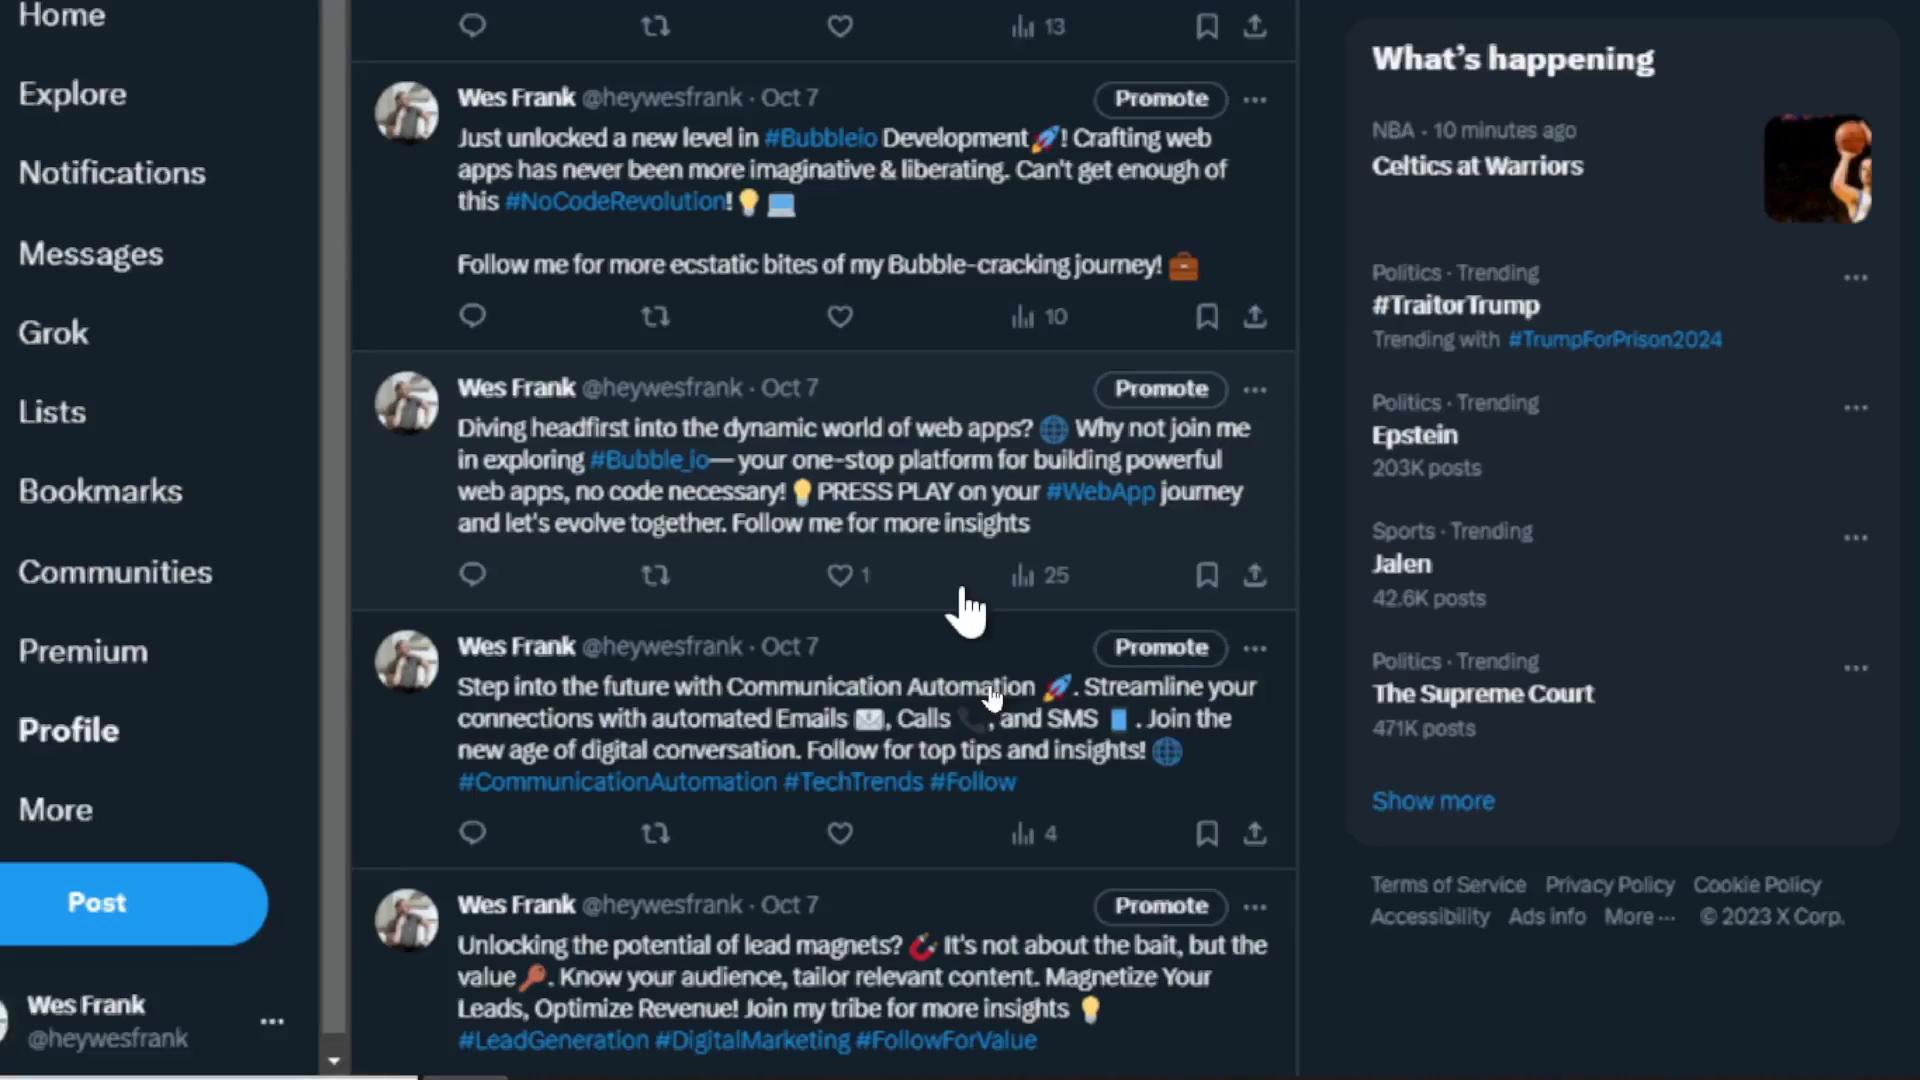 Home
Explore
Notifications
Messages
Grok
Lists
Bookmarks
Communities
Premium
Profile
More
Post
Wes Frank
@heywesfrank
13
Wes Frank @heywesfrank · Oct 7
Promote
Just unlocked a new level in #Bubbleio Development🚀! Crafting web
apps has never been more imaginative & liberating. Can't get enough of
this #NoCodeRevolution! 💡 💻
Follow me for more ecstatic bites of my Bubble-cracking journey! 💼
10
Wes Frank @heywesfrank · Oct 7
Promote
Diving headfirst into the dynamic world of web apps? 🌐 Why not join me
in exploring #Bubble_io— your one-stop platform for building powerful
web apps, no code necessary! 💡PRESS PLAY on your #WebApp journey
and let's evolve together. Follow me for more insights
1
25
Wes Frank @heywesfrank · Oct 7
Promote
Step into the future with Communication Automation 🚀. Streamline your
connections with automated Emails 📨, Calls 📞, and SMS 📱. Join the
new age of digital conversation. Follow for top tips and insights! 🌐
#CommunicationAutomation #TechTrends #Follow
4
Wes Frank @heywesfrank · Oct 7
Promote
Unlocking the potential of lead magnets? 🧲 It's not about the bait, but the
value🔑. Know your audience, tailor relevant content. Magnetize Your
Leads, Optimize Revenue! Join my tribe for more insights 💡
#LeadGeneration #DigitalMarketing #FollowForValue
What's happening
NBA · 10 minutes ago
Celtics at Warriors
Politics · Trending
#TraitorTrump
Trending with #TrumpForPrison2024
Politics · Trending
Epstein
203K posts
Sports · Trending
Jalen
42.6K posts
Politics · Trending
The Supreme Court
471K posts
Show more
Terms of Service Privacy Policy Cookie Policy
Accessibility Ads info More ··· © 2023 X Corp.